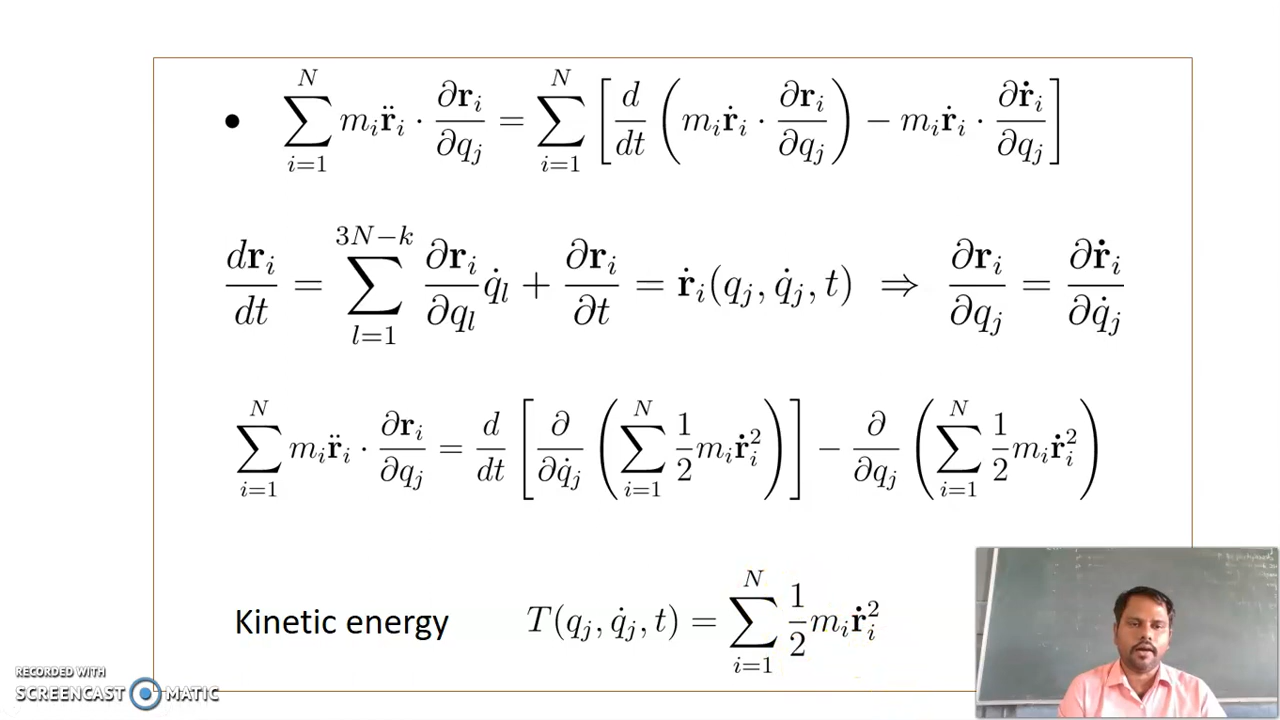 • \sum_{i=1}^{N} m_i \ddot{\mathbf{r}}_i \cdot \frac{\partial \mathbf{r}_i}{\partial q_j} = \sum_{i=1}^{N} \left[ \frac{d}{dt} \left( m_i \dot{\mathbf{r}}_i \cdot \frac{\partial \mathbf{r}_i}{\partial q_j} \right) - m_i \dot{\mathbf{r}}_i \cdot \frac{\partial \dot{\mathbf{r}}_i}{\partial q_j} \right]
\frac{d\mathbf{r}_i}{dt} = \sum_{l=1}^{3N-k} \frac{\partial \mathbf{r}_i}{\partial q_l} \dot{q}_l + \frac{\partial \mathbf{r}_i}{\partial t} = \dot{\mathbf{r}}_i(q_j, \dot{q}_j, t) \Rightarrow \frac{\partial \mathbf{r}_i}{\partial q_j} = \frac{\partial \dot{\mathbf{r}}_i}{\partial \dot{q}_j}
\sum_{i=1}^{N} m_i \ddot{\mathbf{r}}_i \cdot \frac{\partial \mathbf{r}_i}{\partial q_j} = \frac{d}{dt} \left[ \frac{\partial}{\partial \dot{q}_j} \left( \sum_{i=1}^{N} \frac{1}{2} m_i \dot{\mathbf{r}}_i^2 \right) \right] - \frac{\partial}{\partial q_j} \left( \sum_{i=1}^{N} \frac{1}{2} m_i \dot{\mathbf{r}}_i^2 \right)
Kinetic energy T(q_j, \dot{q}_j, t) = \sum_{i=1}^{N} \frac{1}{2} m_i \dot{\mathbf{r}}_i^2
RECORDED WITH
SCREENCAST MATIC